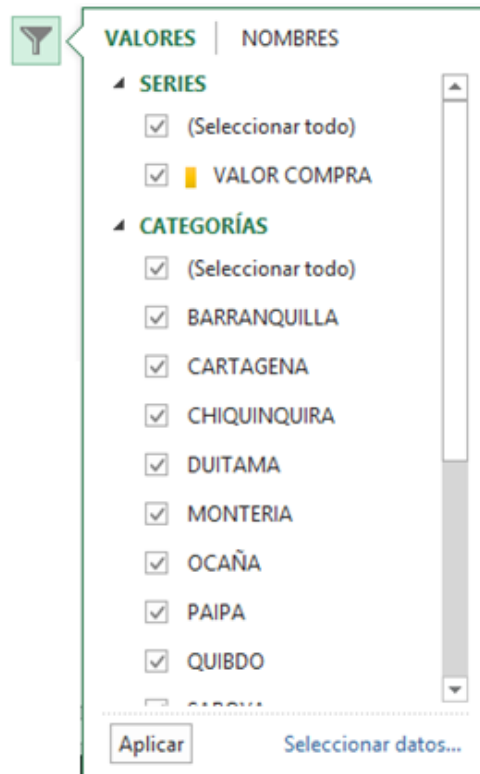 VALORES | NOMBRES
SERIES
(Seleccionar todo)
VALOR COMPRA
CATEGORÍAS
(Seleccionar todo)
BARRANQUILLA
CARTAGENA
CHIQUINQUIRA
DUITAMA
MONTERIA
OCAÑA
PAIPA
QUIBDO
Aplicar Seleccionar datos...